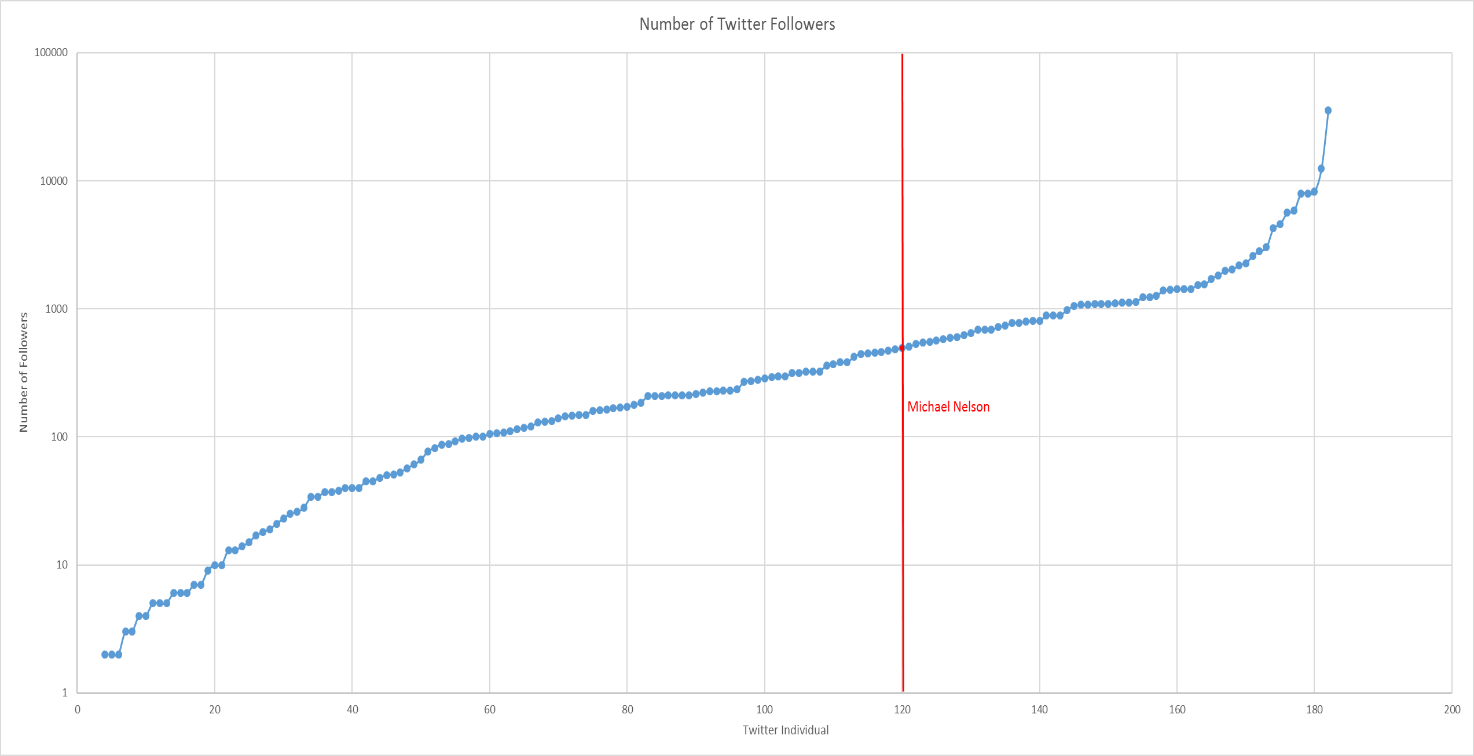 Number of Twitter Followers
100000
10000
1000
100
10
1
Number of Followers
Michael Nelson
0 20 40 60 80 100 120 140 160 180 200
Twitter Individual